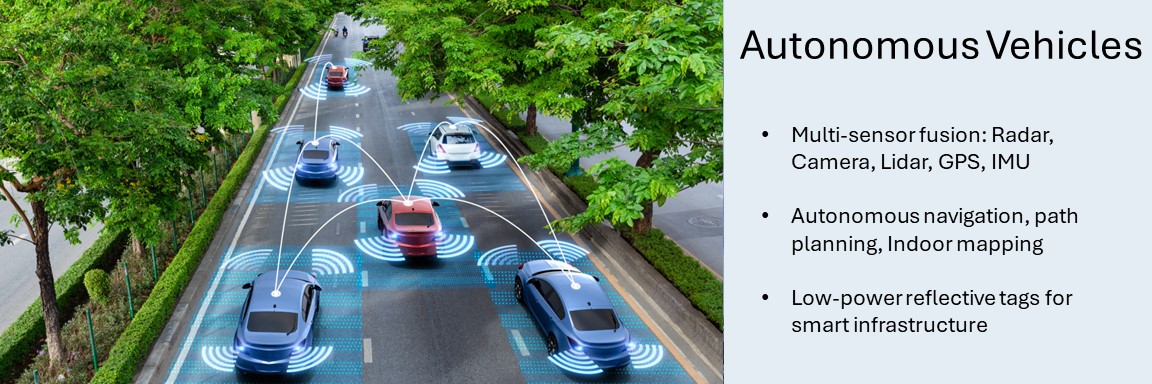 Autonomous Vehicles
• Multi-sensor fusion: Radar,
Camera, Lidar, GPS, IMU
• Autonomous navigation, path
planning, Indoor mapping
• Low-power reflective tags for
smart infrastructure